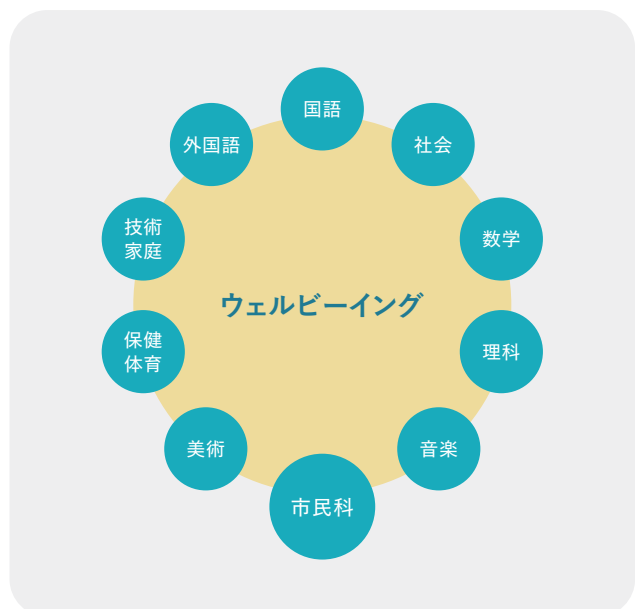 国語
社会
数学
理科
音楽
市民科
美術
保健
体育
技術
家庭
外国語
ウェルビーイング